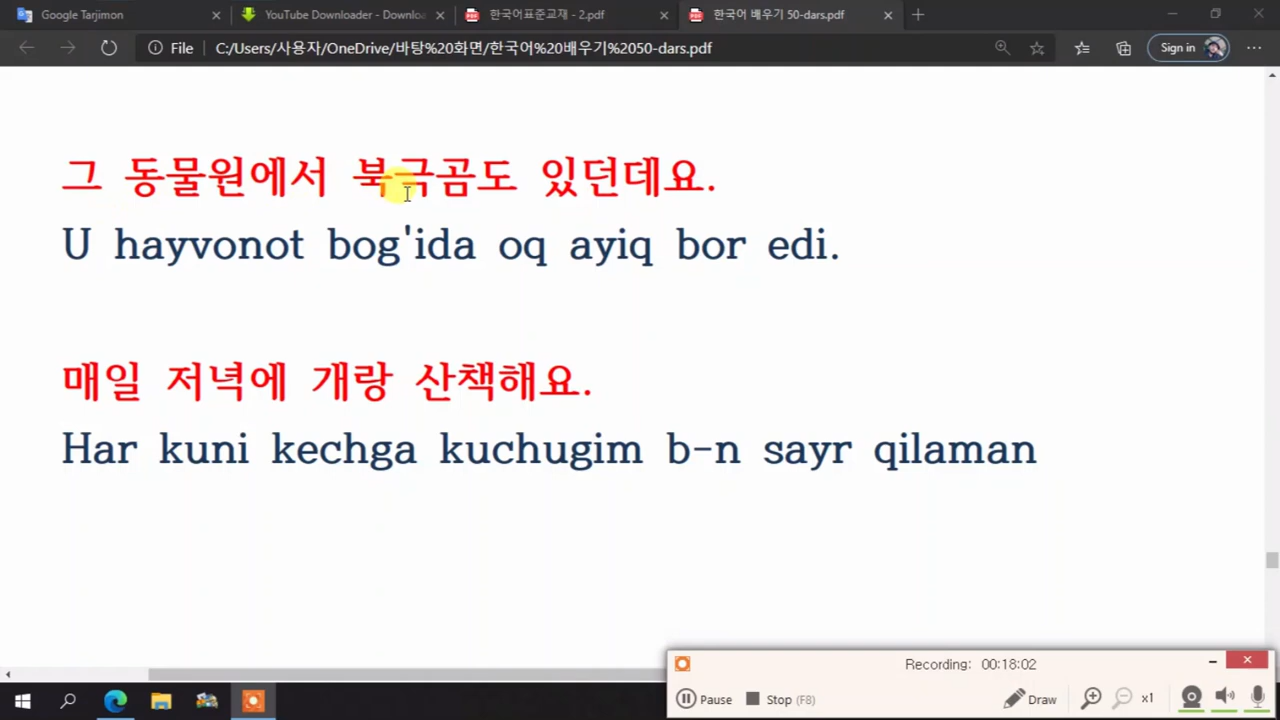 Google Tarjimon
YouTube Downloader - Downloa
한국어표준교재 - 2.pdf
한국어 배우기 50-dars.pdf
File C:/Users/사용자/OneDrive/바탕%20화면/한국어%20배우기%2050-dars.pdf
Sign in
그 동물원에서 북극곰도 있던데요.
U hayvonot bog'ida oq ayiq bor edi.
매일 저녁에 개랑 산책해요.
Har kuni kechga kuchugim b-n sayr qilaman
Recording: 00:18:02
Pause Stop (F8) Draw x1